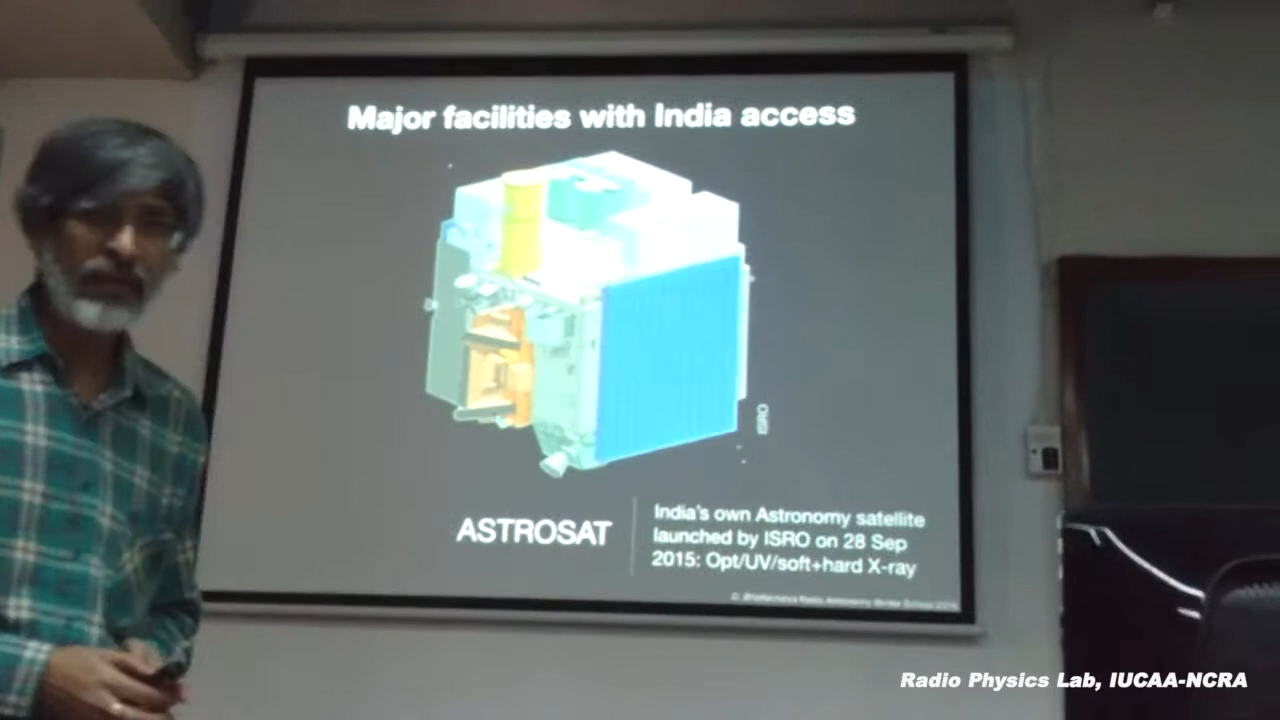 Major facilities with India access
ISRO
ASTROSAT
India's own Astronomy satellite
launched by ISRO on 28 Sep
2015: Opt/UV/soft+hard X-ray
Radio Physics Lab, IUCAA-NCRA